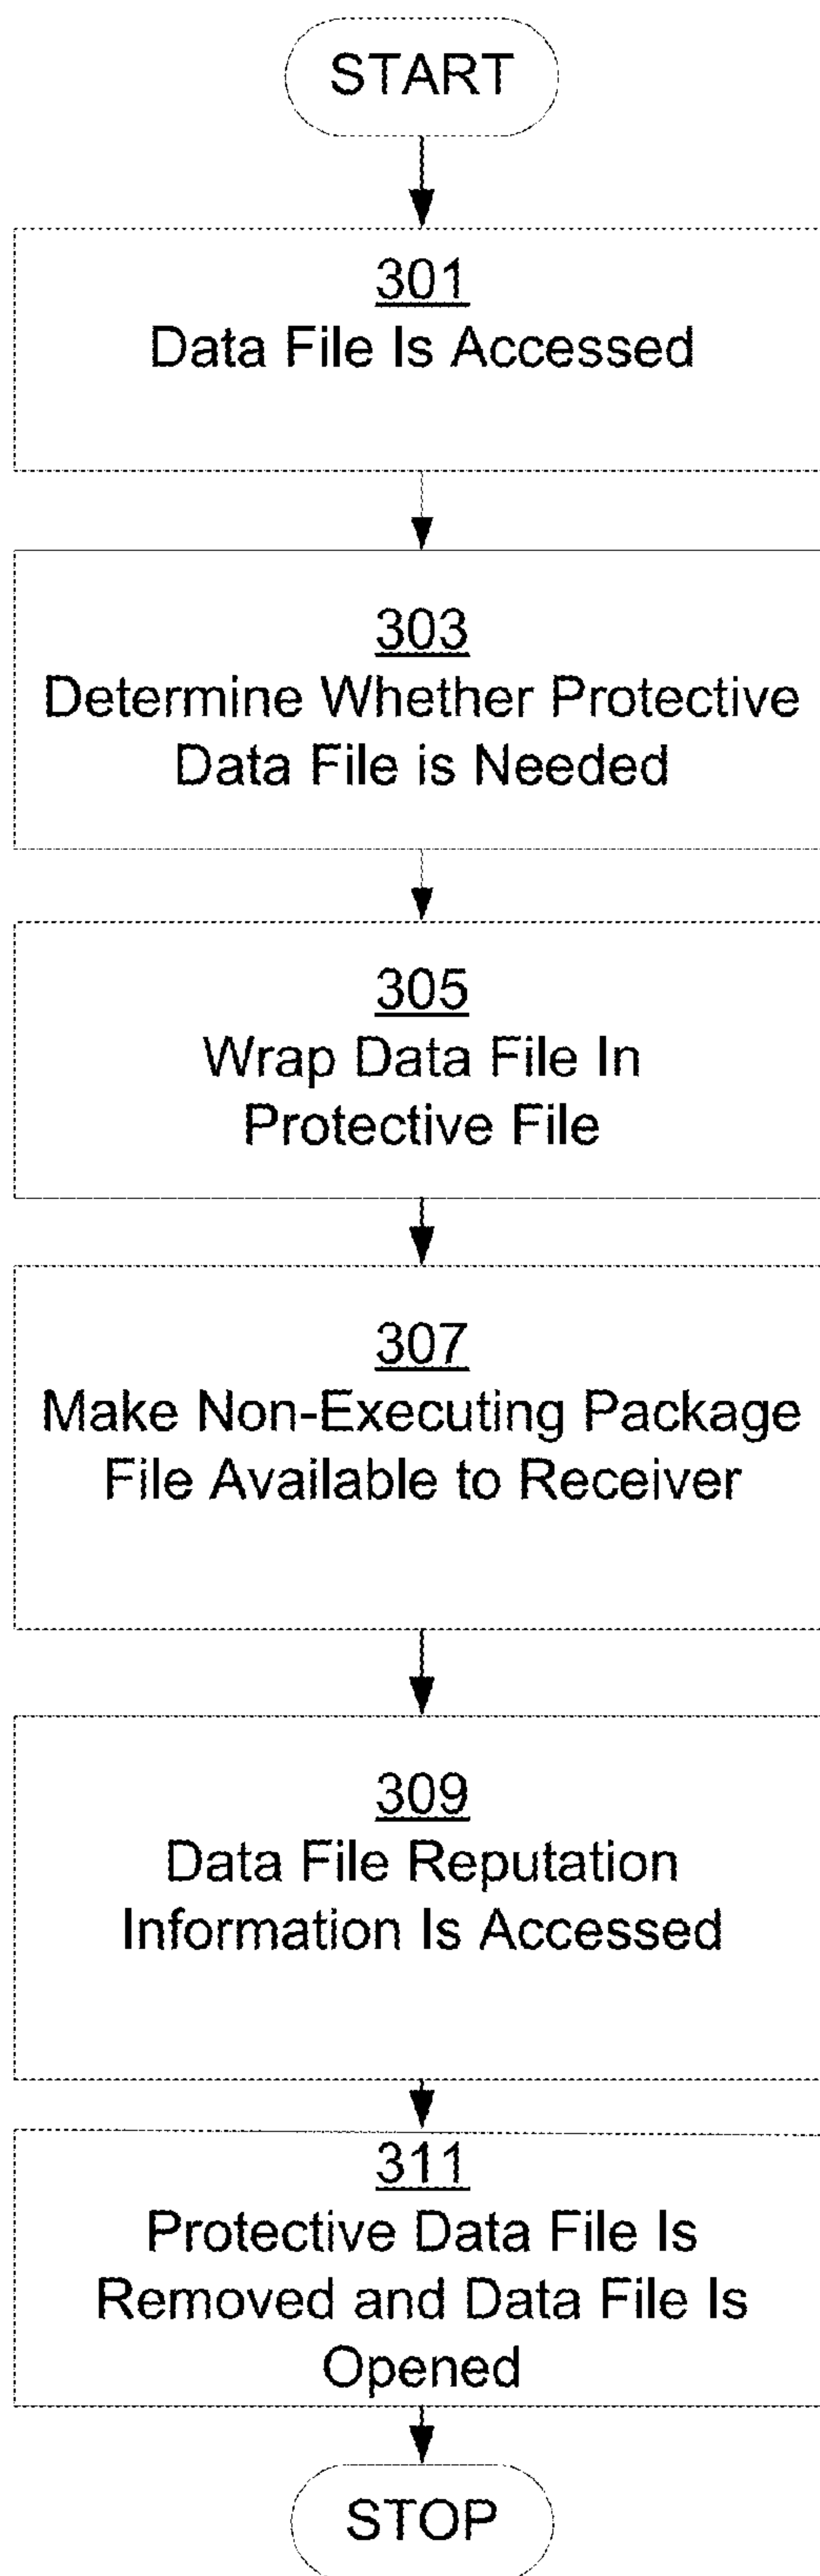 START
301
Data File Is Accessed
303
Determine Whether Protective
Data File is Needed
305
Wrap Data File In
Protective File
307
Make Non-Executing Package
File Available to Receiver
309
Data File Reputation
Information Is Accessed
311
Protective Data File Is
Removed and Data File Is
Opened
STOP